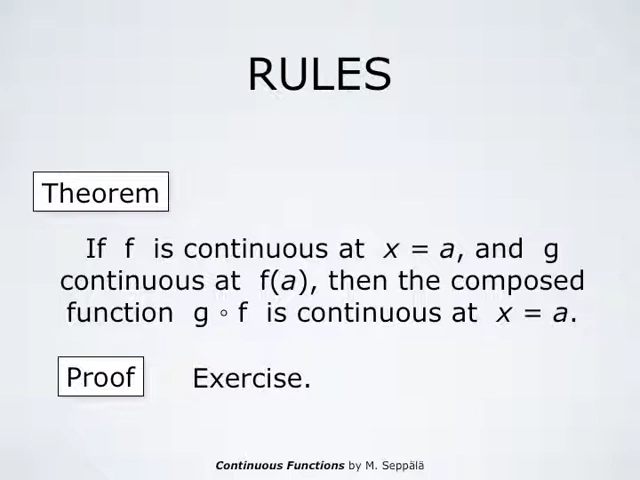 RULES
Theorem
If f is continuous at x = a, and g
continuous at f(a), then the composed
function g ∘ f is continuous at x = a.
Proof Exercise.
Continuous Functions by M. Seppälä